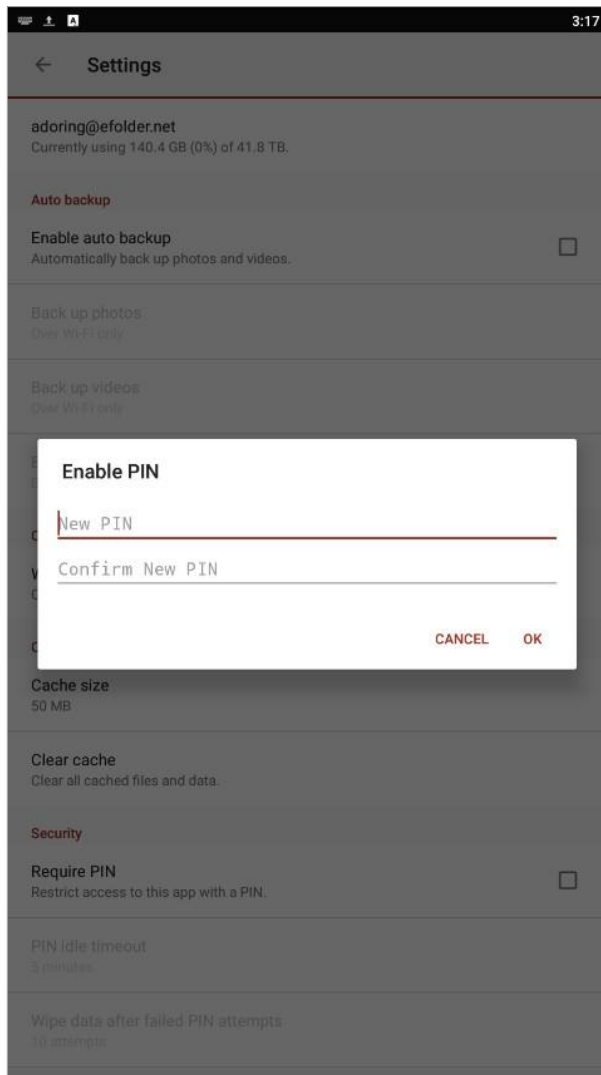 A
3:17
Settings
adoring@efolder.net
Currently using 140.4 GB (0%) of 41.8 TB.
Auto backup
Enable auto backup
Automatically back up photos and videos.
Back up photos
Over Wi-Fi only
Back up videos
Over Wi-Fi only
Enable PIN
New PIN
Confirm New PIN
CANCEL OK
Cache size
50 MB
Clear cache
Clear all cached files and data.
Security
Require PIN
Restrict access to this app with a PIN.
PIN idle timeout
5 minutes
Wipe data after failed PIN attempts
10 attempts